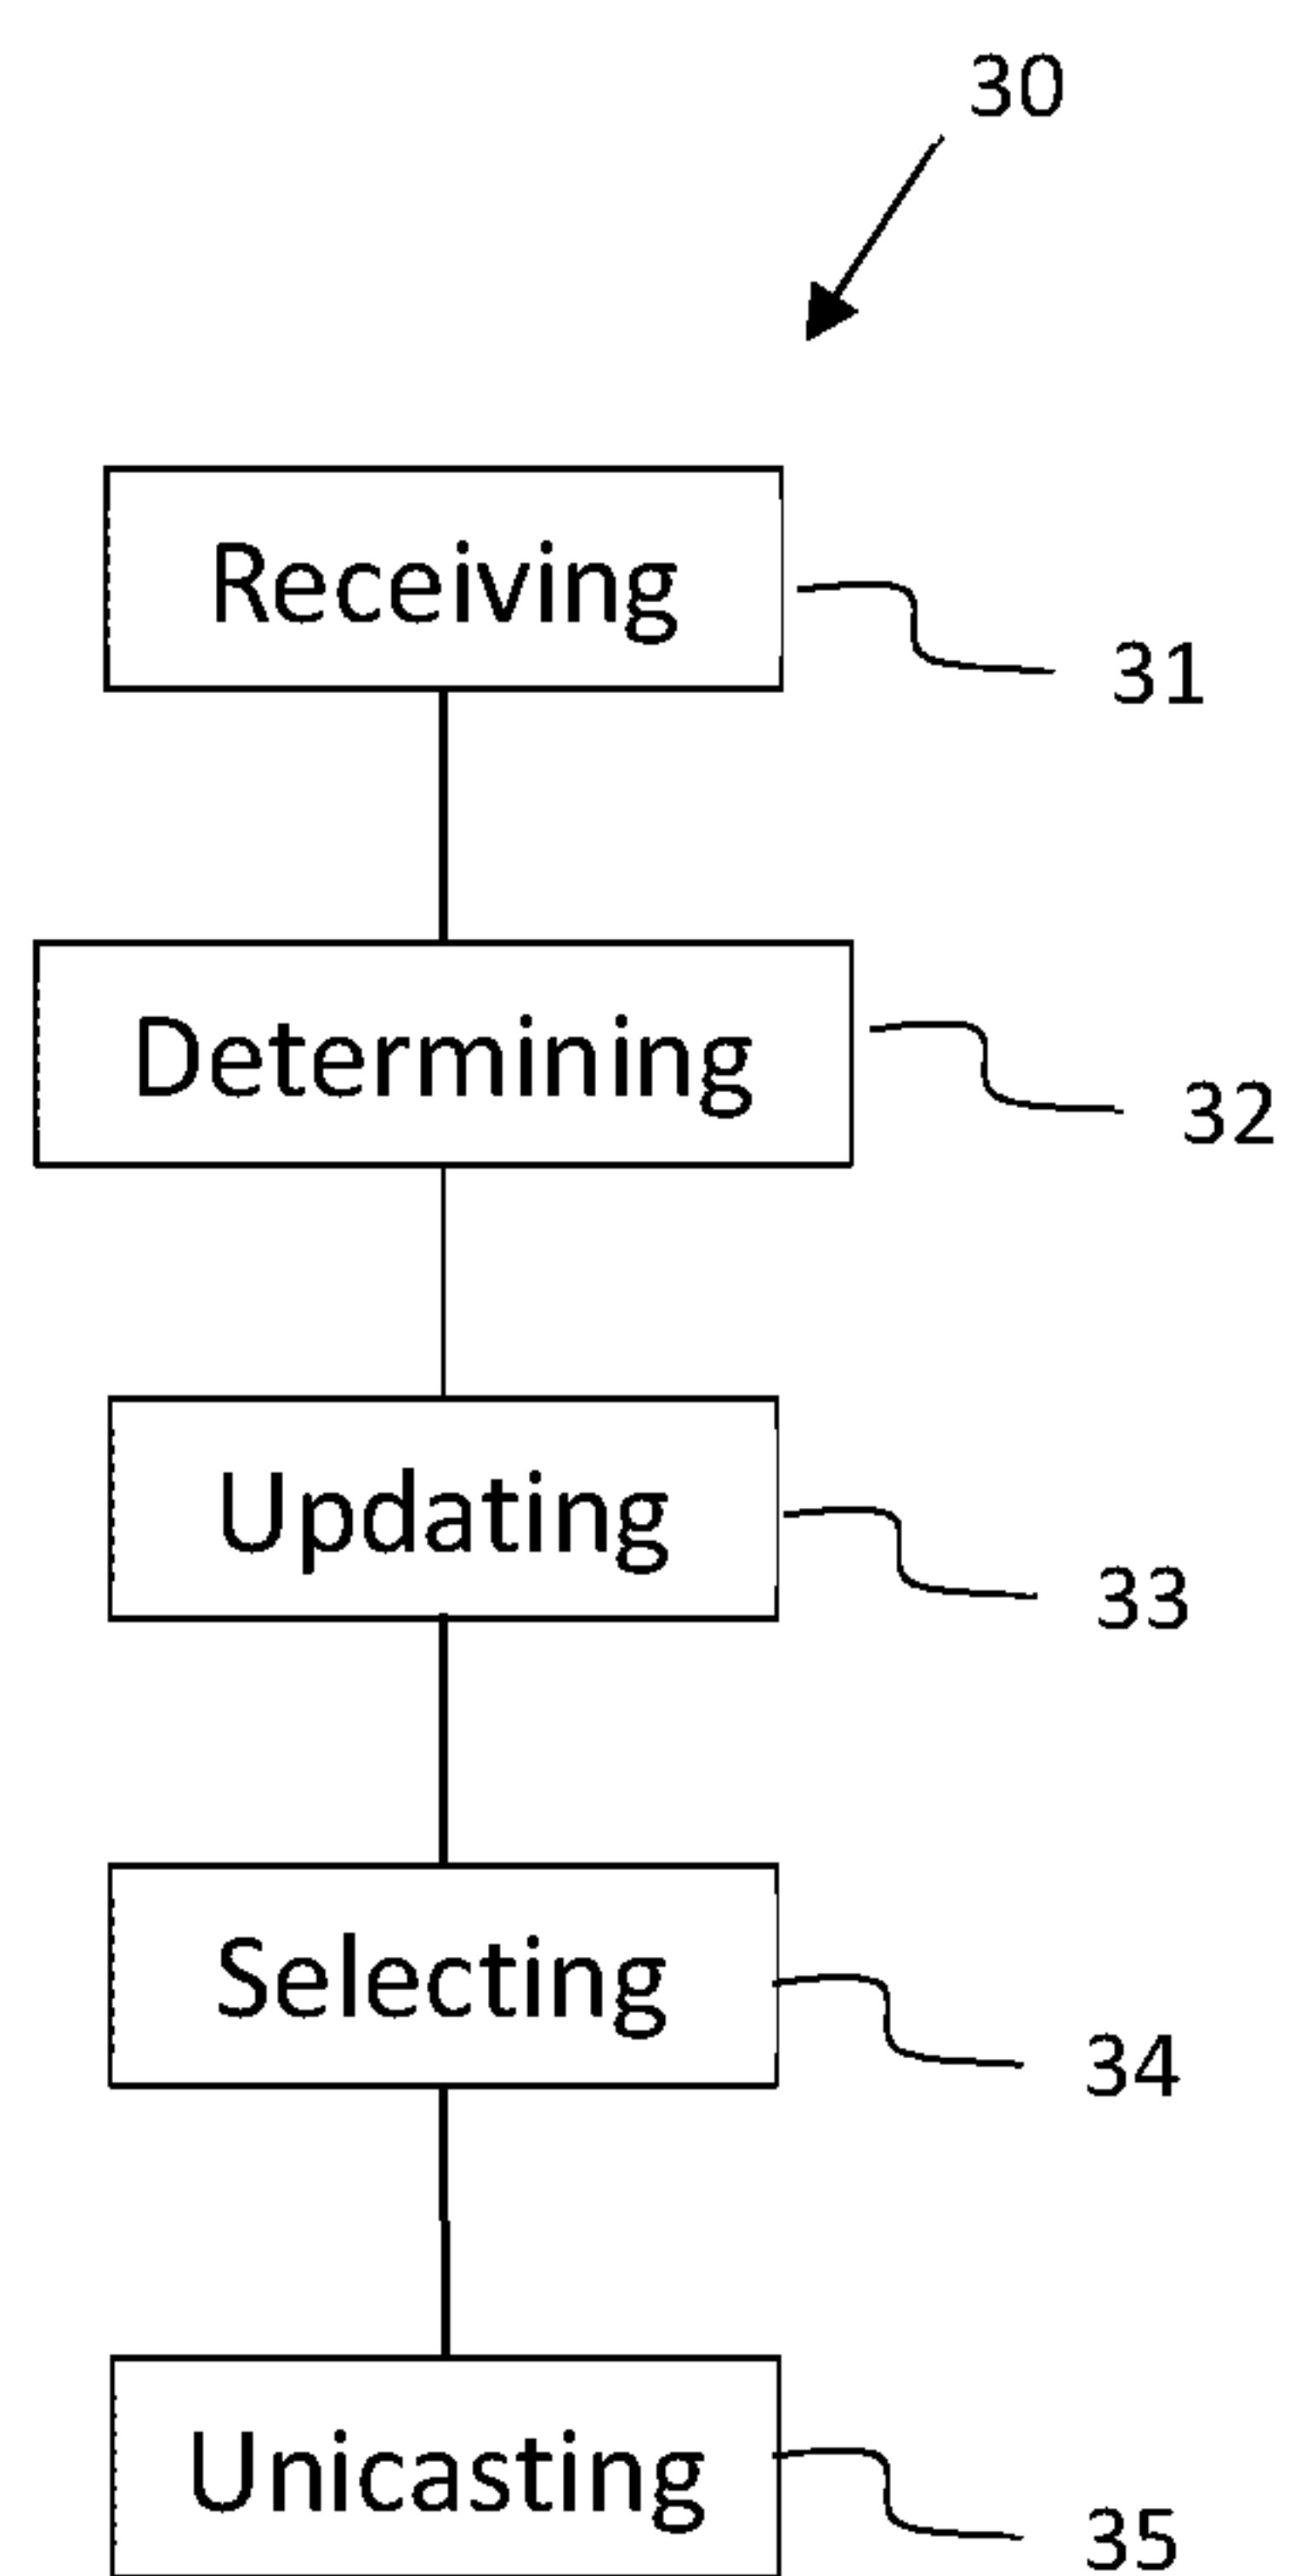 30
Receiving
31
Determining
32
Updating
33
Selecting
34
Unicasting
35